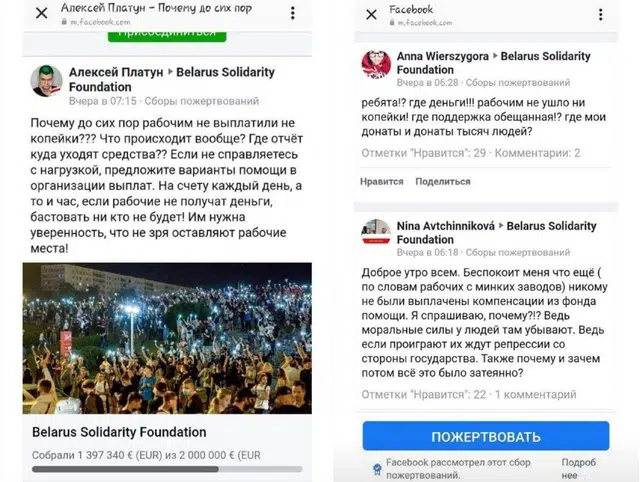 Алексей Платун – Почему до сих пор
m.facebook.com
присоединиться
Алексей Платун ▸ Belarus Solidarity
Foundation
Вчера в 07:15 · Сборы пожертвований
Почему до сих пор рабочим не выплатили не
копейки??? Что происходит вообще? Где отчёт
куда уходят средства?? Если не справляетесь
с нагрузкой, предложите варианты помощи в
организации выплат. На счету каждый день, а
то и час, если рабочие не получат деньги,
бастовать ни кто не будет! Им нужна
уверенность, что не зря оставляют рабочие
места!
Belarus Solidarity Foundation
Собрали 1 397 340 € (EUR) из 2 000 000 € (EUR
Facebook
m.facebook.com
Anna Wierszygora ▸ Belarus Solidarity
Foundation
Вчера в 06:28 · Сборы пожертвований
ребята!? где деньги!!! рабочим не ушло ни
копейки! где поддержка обещанная!? где мои
донаты и донаты тысяч людей?
Отметки "Нравится": 29 · Комментарии: 2
Нравится Поделиться
Nina Avtchinniková ▸ Belarus Solidarity
Foundation
Вчера в 06:18 · Сборы пожертвований
Доброе утро всем. Беспокоит меня что ещё (
по словам рабочих с минких заводов) никому
не были выплачены компенсации из фонда
помощи. Я спрашиваю, почему?!? Ведь
моральные силы у людей там убывают. Ведь
если проиграют их ждут репрессии со
стороны государства. Также почему и зачем
потом всё это было затеянно?
Отметки "Нравится": 22 · 1 комментарий
ПОЖЕРТВОВАТЬ
Facebook рассмотрел этот сбор
пожертвований.
Подроб
нее